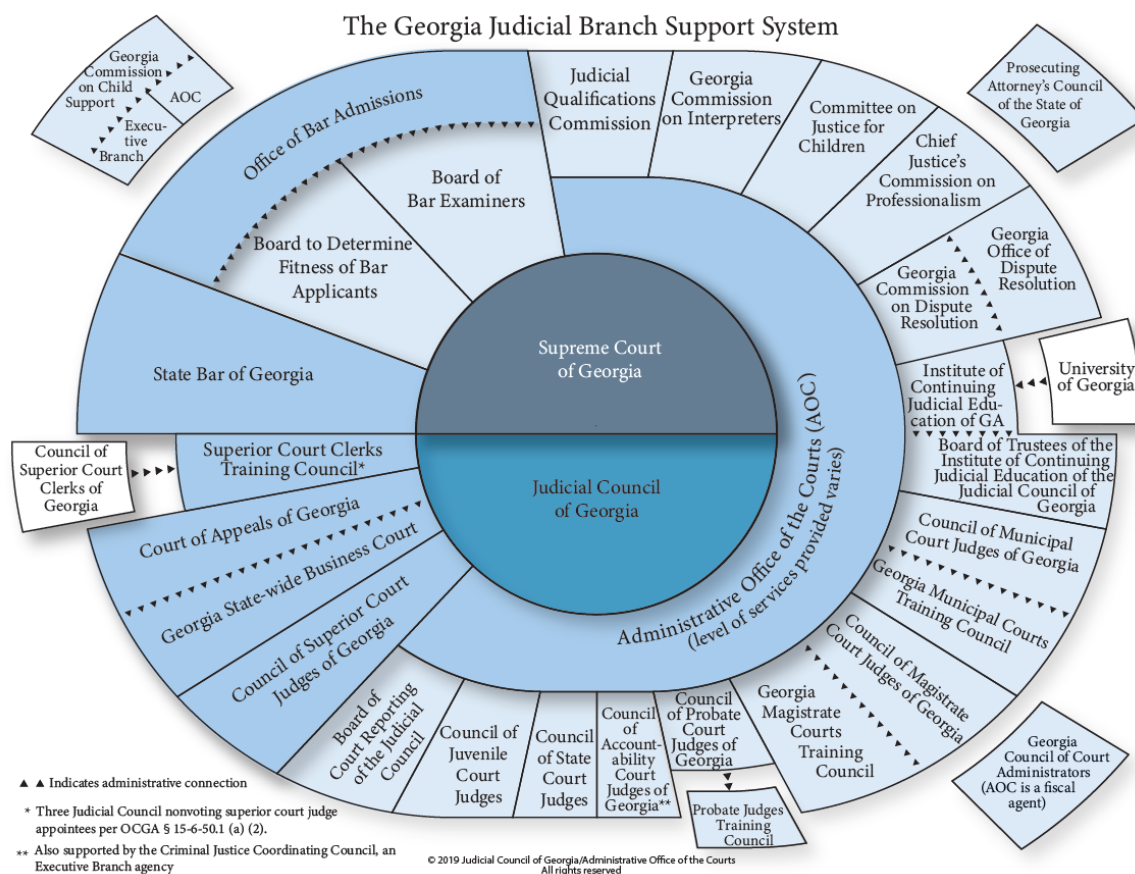 The Georgia Judicial Branch Support System
Georgia
Commission
on Child
Support
AOC
Execu-
tive
Branch
Office of Bar Admissions
Board of
Bar Examiners
Board to Determine
Fitness of Bar
Applicants
State Bar of Georgia
Judicial
Qualifications
Commission
Georgia
Commission
on Interpreters
Committee on
Justice for
Children
Chief
Justice's
Commission on
Professionalism
Prosecuting
Attorney's Council
of the State of
Georgia
Georgia
Office of
Dispute
Resolution
Georgia
Commission
on Dispute
Resolution
Supreme Court
of Georgia
Judicial Council
of Georgia
Administrative Office of the Courts (AOC)
(level of services provided varies)
University
of Georgia
Institute of
Continuing
Judicial Edu-
cation of GA
Board of Trustees of the
Institute of Continuing
Judicial Education of the
Judicial Council of
Georgia
Council of Municipal
Court Judges of Georgia
Georgia Municipal Courts
Training Council
Council of Magistrate
Court Judges of Georgia
Georgia
Magistrate
Courts
Training
Council
Georgia
Council of Court
Administrators
(AOC is a fiscal
agent)
Council
of Probate
Court
Judges of
Georgia
Probate Judges
Training
Council
Council
of
Account-
ability
Court
Judges of
Georgia**
Council
of State
Court
Judges
Council of
Juvenile
Court
Judges
Board of
Court Reporting
of the Judicial
Council
Council of Superior Court
Judges of Georgia
Georgia State-wide Business Court
Court of Appeals of Georgia
Superior Court Clerks
Training Council*
Council of
Superior Court
Clerks of
Georgia
▲ ▲ Indicates administrative connection
* Three Judicial Council nonvoting superior court judge
appointees per OCGA § 15-6-50.1 (a) (2).
** Also supported by the Criminal Justice Coordinating Council, an
Executive Branch agency
© 2019 Judicial Council of Georgia/Administrative Office of the Courts
All rights reserved